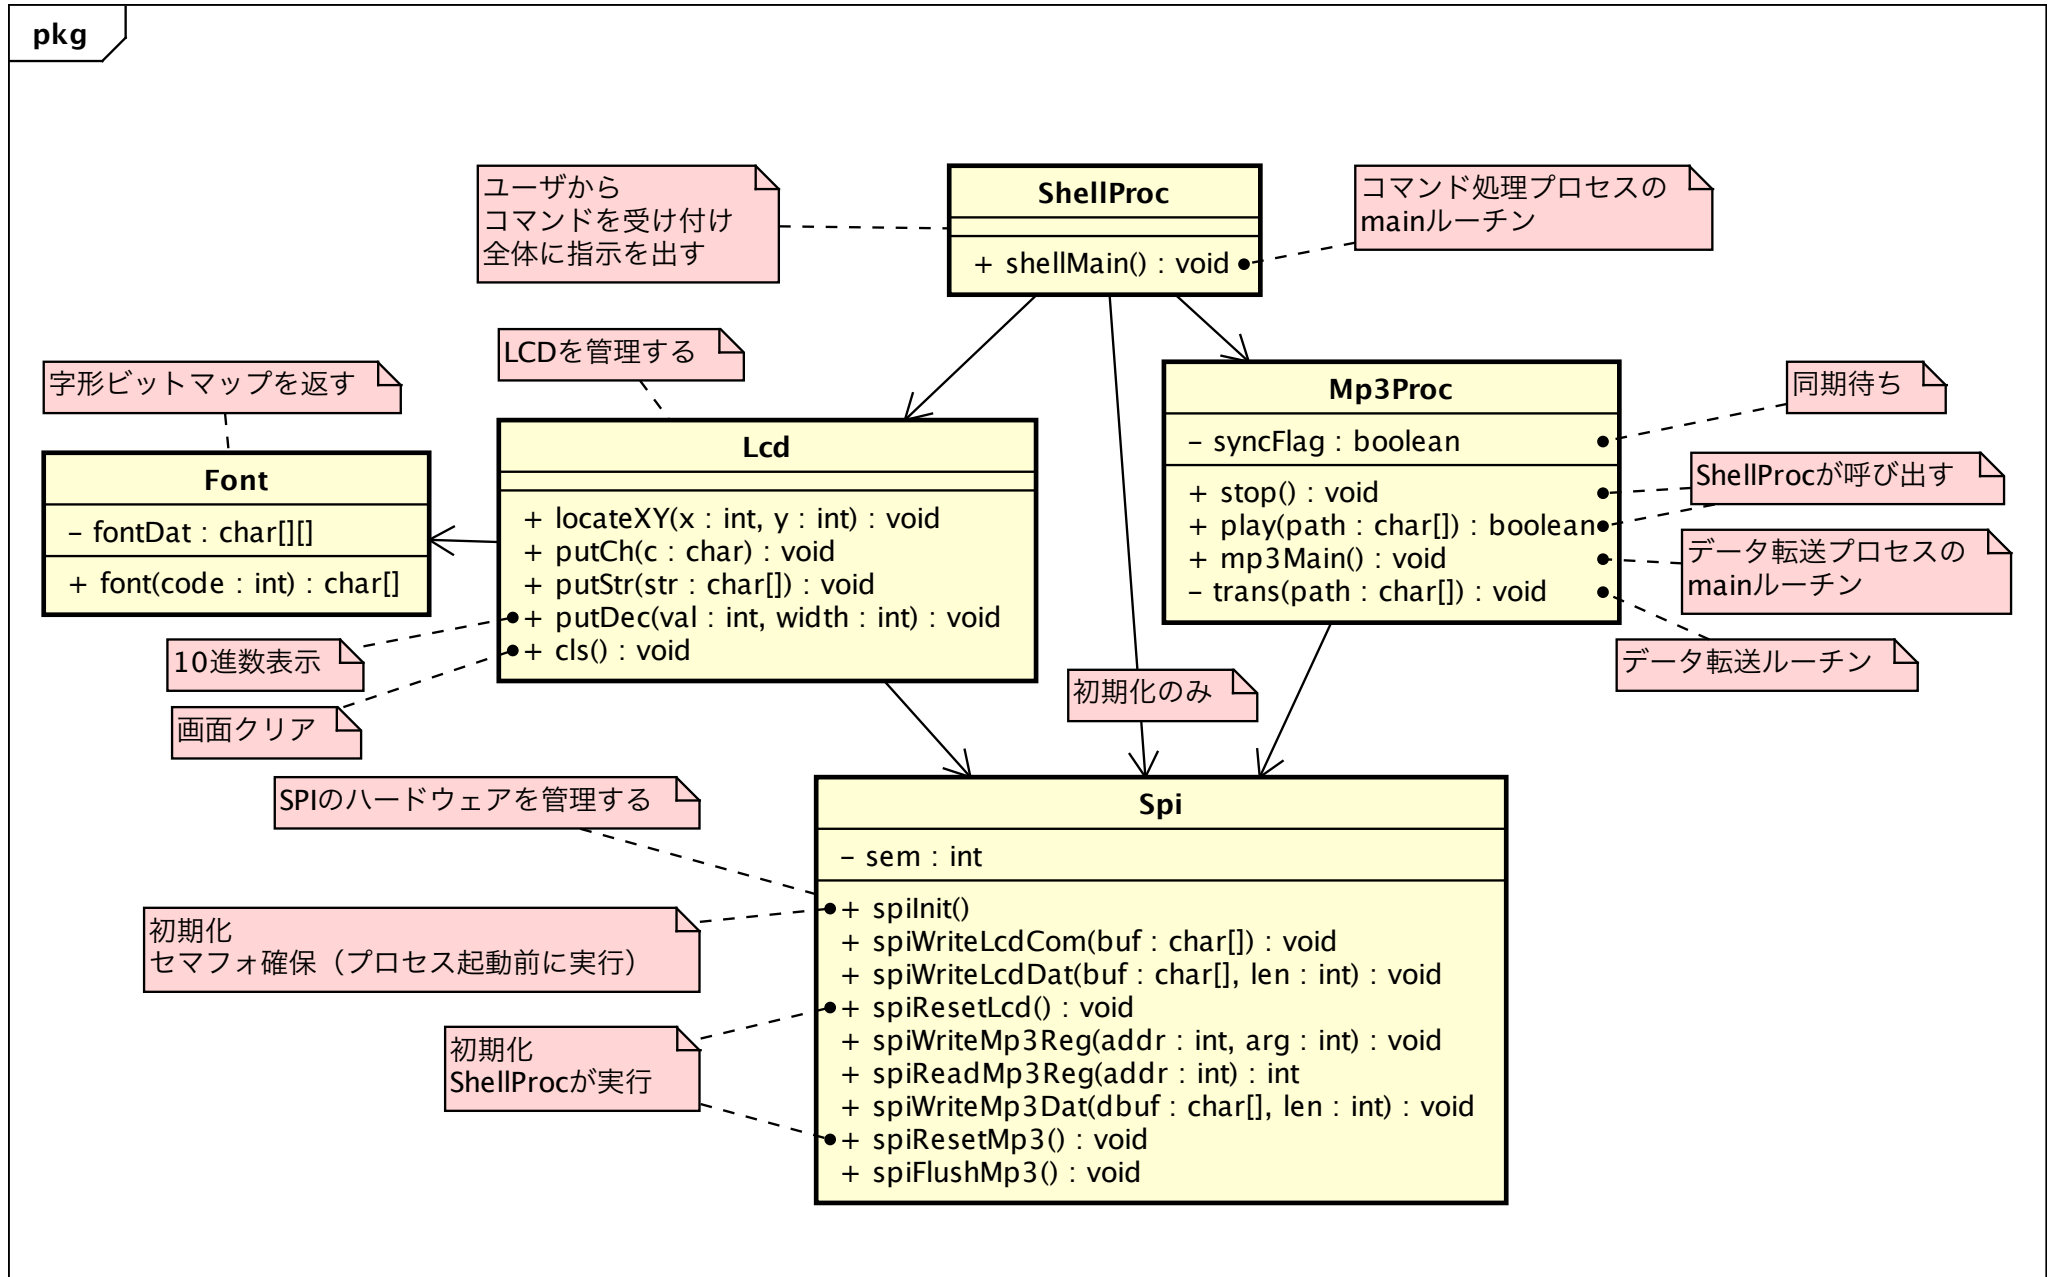 pkg
ユーザから
コマンドを受け付け
全体に指示を出す
ShellProc
+ shellMain() : void
コマンド処理プロセスの
mainルーチン
LCDを管理する
字形ビットマップを返す
Font
– fontDat : char[][]
+ font(code : int) : char[]
Lcd
+ locateXY(x : int, y : int) : void
+ putCh(c : char) : void
+ putStr(str : char[]) : void
+ putDec(val : int, width : int) : void
+ cls() : void
10進数表示
画面クリア
Mp3Proc
– syncFlag : boolean
+ stop() : void
+ play(path : char[]) : boolean
+ mp3Main() : void
– trans(path : char[]) : void
同期待ち
ShellProcが呼び出す
データ転送プロセスの
mainルーチン
データ転送ルーチン
初期化のみ
SPIのハードウェアを管理する
初期化
セマフォ確保（プロセス起動前に実行）
初期化
ShellProcが実行
Spi
– sem : int
+ spiInit()
+ spiWriteLcdCom(buf : char[]) : void
+ spiWriteLcdDat(buf : char[], len : int) : void
+ spiResetLcd() : void
+ spiWriteMp3Reg(addr : int, arg : int) : void
+ spiReadMp3Reg(addr : int) : int
+ spiWriteMp3Dat(dbuf : char[], len : int) : void
+ spiResetMp3() : void
+ spiFlushMp3() : void